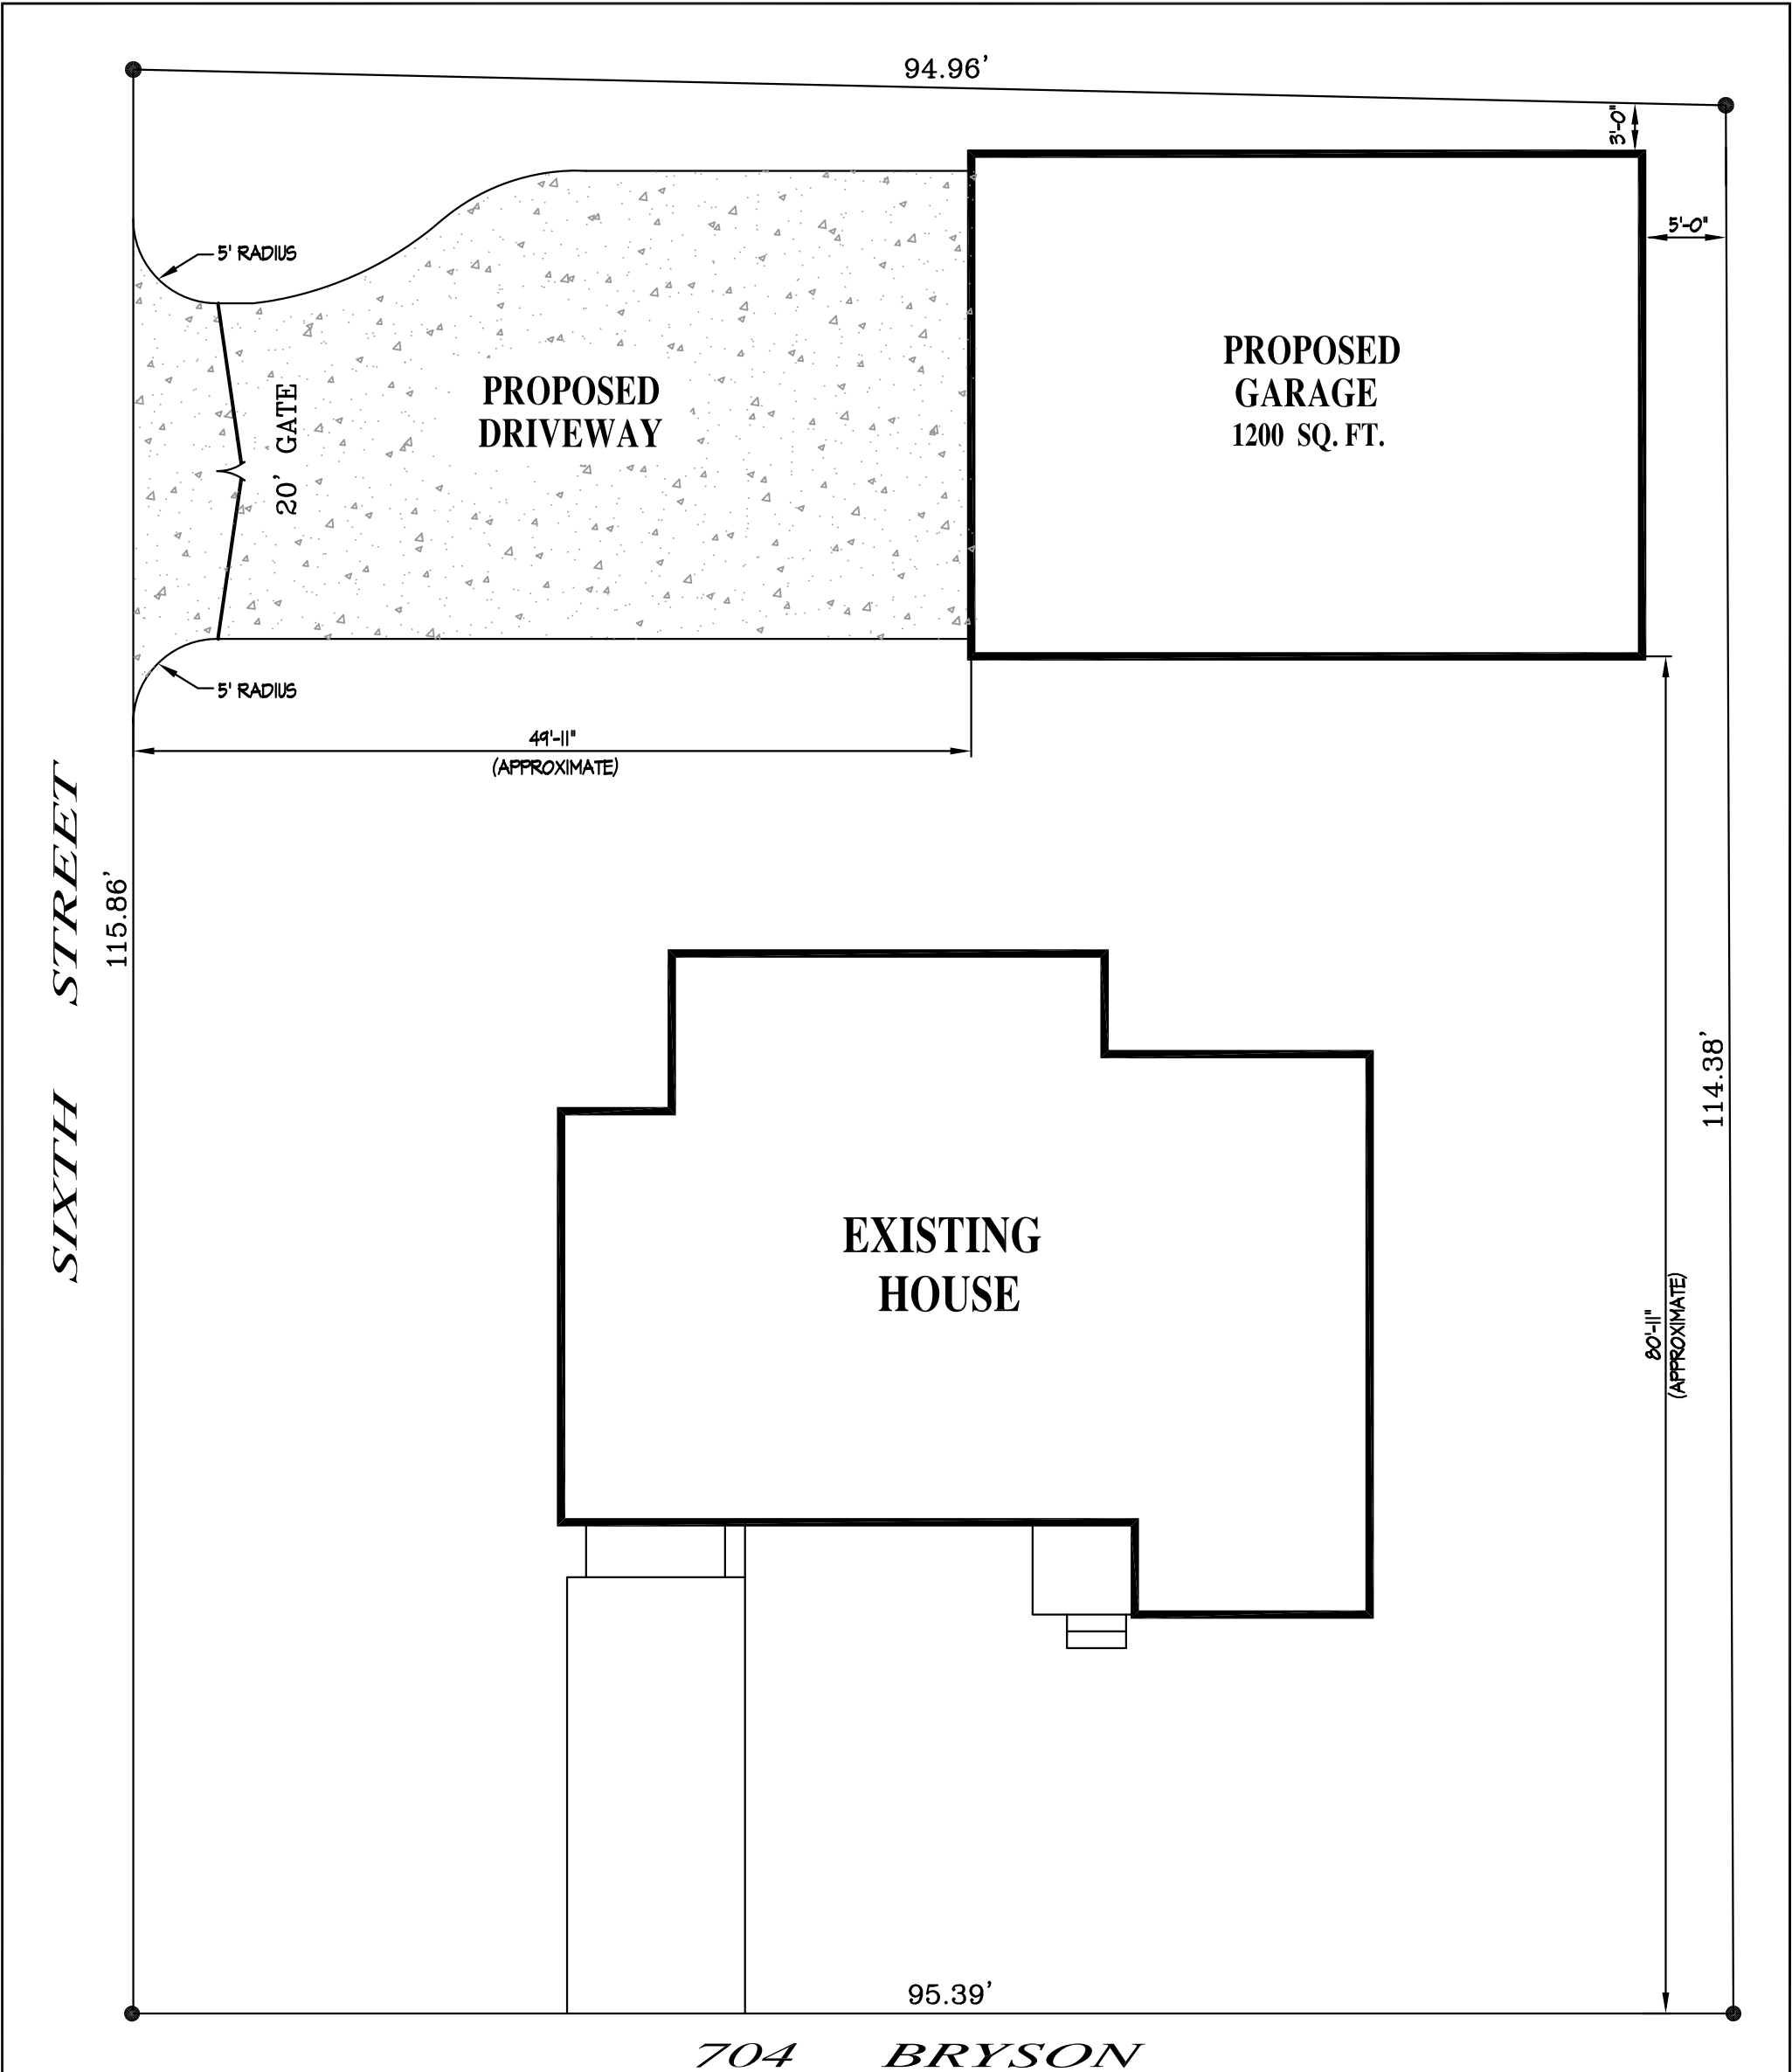 94.96’
3'-0"
5'-0"
5' RADIUS
PROPOSED
DRIVEWAY
20’ GATE
PROPOSED
GARAGE
1200 SQ. FT.
5' RADIUS
49'-11"
(APPROXIMATE)
SIXTH STREET
115.86’
EXISTING
HOUSE
114.38’
80'-11"
(APPROXIMATE)
95.39’
704 BRYSON